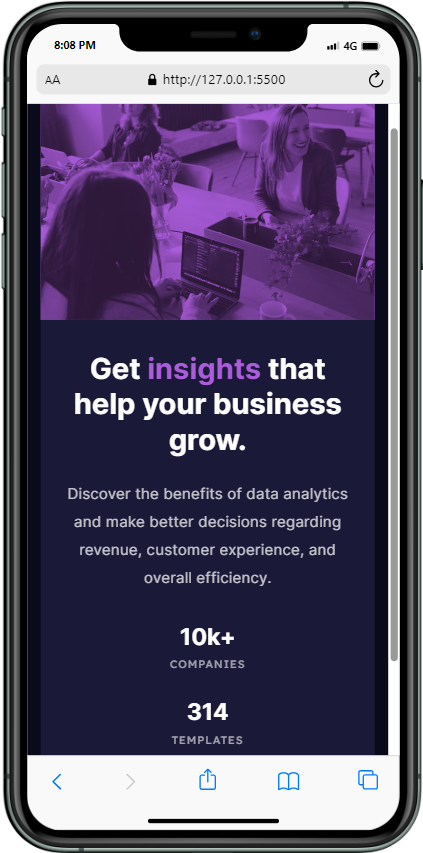 8:08 PM
4G
AA
http://127.0.0.1:5500
Get insights that
help your business
grow.
Discover the benefits of data analytics
and make better decisions regarding
revenue, customer experience, and
overall efficiency.
10k+
COMPANIES
314
TEMPLATES